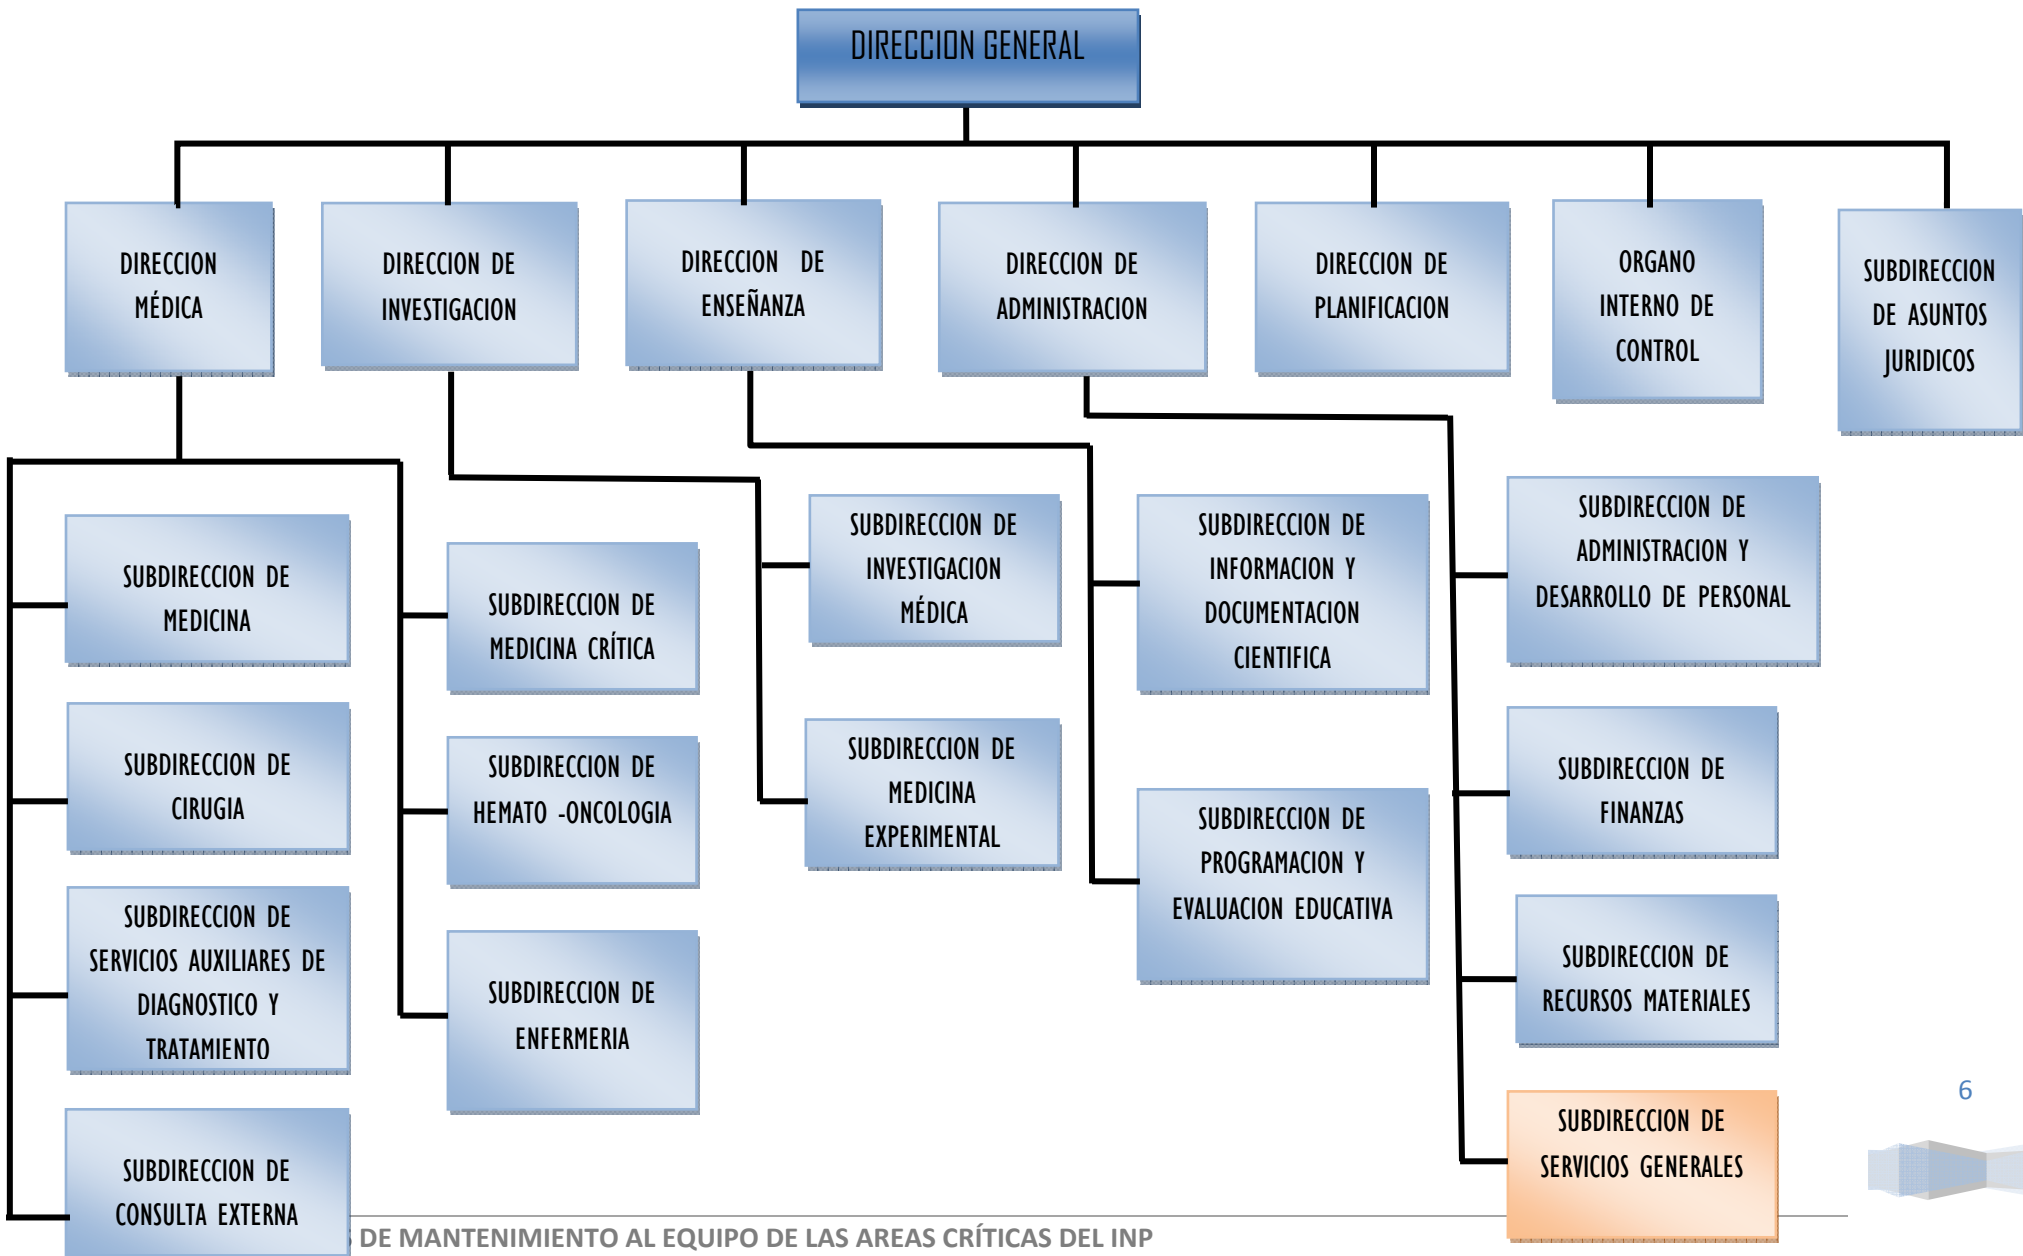 DIRECCION GENERAL
DIRECCION
MÉDICA
DIRECCION DE
INVESTIGACION
DIRECCION DE
ENSEÑANZA
DIRECCION DE
ADMINISTRACION
DIRECCION DE
PLANIFICACION
ORGANO
INTERNO DE
CONTROL
SUBDIRECCION
DE ASUNTOS
JURIDICOS
SUBDIRECCION DE
MEDICINA
SUBDIRECCION DE
CIRUGIA
SUBDIRECCION DE
SERVICIOS AUXILIARES DE
DIAGNOSTICO Y
TRATAMIENTO
SUBDIRECCION DE
CONSULTA EXTERNA
SUBDIRECCION DE
MEDICINA CRÍTICA
SUBDIRECCION DE
HEMATO -ONCOLOGIA
SUBDIRECCION DE
ENFERMERIA
SUBDIRECCION DE
INVESTIGACION
MÉDICA
SUBDIRECCION DE
MEDICINA
EXPERIMENTAL
SUBDIRECCION DE
INFORMACION Y
DOCUMENTACION
CIENTIFICA
SUBDIRECCION DE
PROGRAMACION Y
EVALUACION EDUCATIVA
SUBDIRECCION DE
ADMINISTRACION Y
DESARROLLO DE PERSONAL
SUBDIRECCION DE
FINANZAS
SUBDIRECCION DE
RECURSOS MATERIALES
SUBDIRECCION DE
SERVICIOS GENERALES
6
DE MANTENIMIENTO AL EQUIPO DE LAS AREAS CRÍTICAS DEL INP